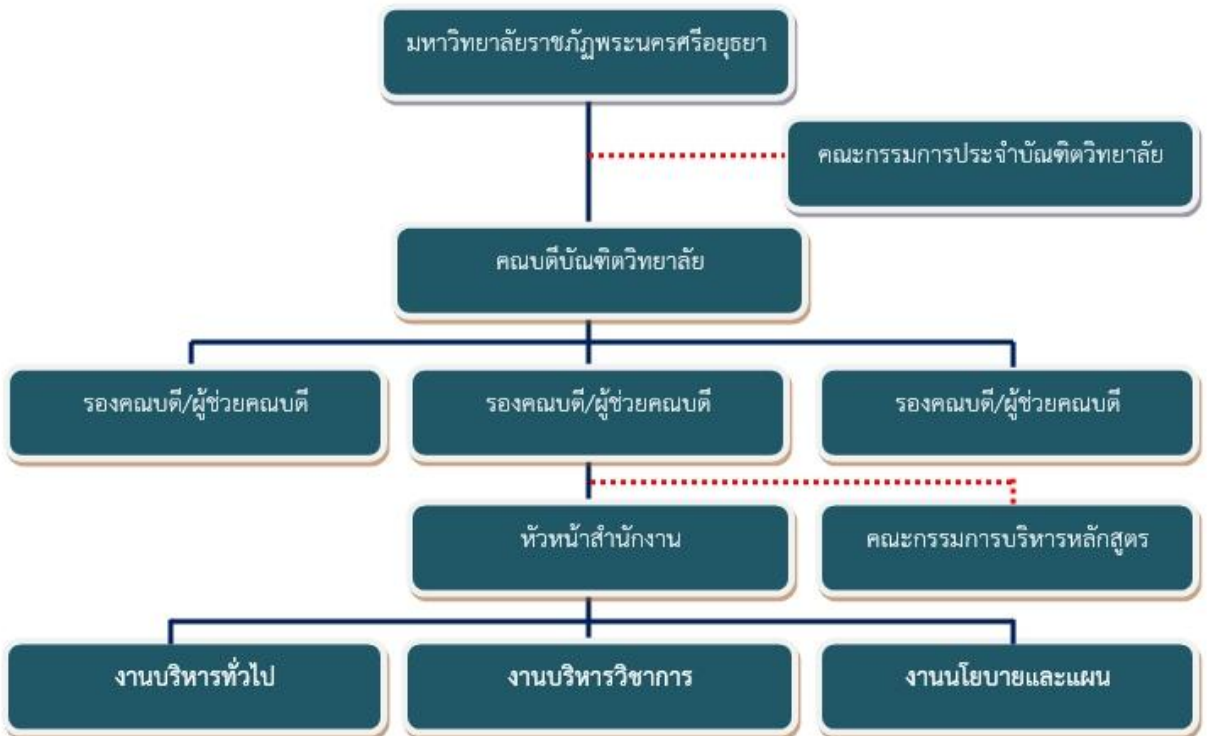 มหาวิทยาลัยราชภัฏพระนครศรีอยุธยา
คณะกรรมการประจำบัณฑิตวิทยาลัย
คณบดีบัณฑิตวิทยาลัย
รองคณบดี/ผู้ช่วยคณบดี
รองคณบดี/ผู้ช่วยคณบดี
รองคณบดี/ผู้ช่วยคณบดี
หัวหน้าสำนักงาน
คณะกรรมการบริหารหลักสูตร
งานบริหารทั่วไป
งานบริหารวิชาการ
งานนโยบายและแผน